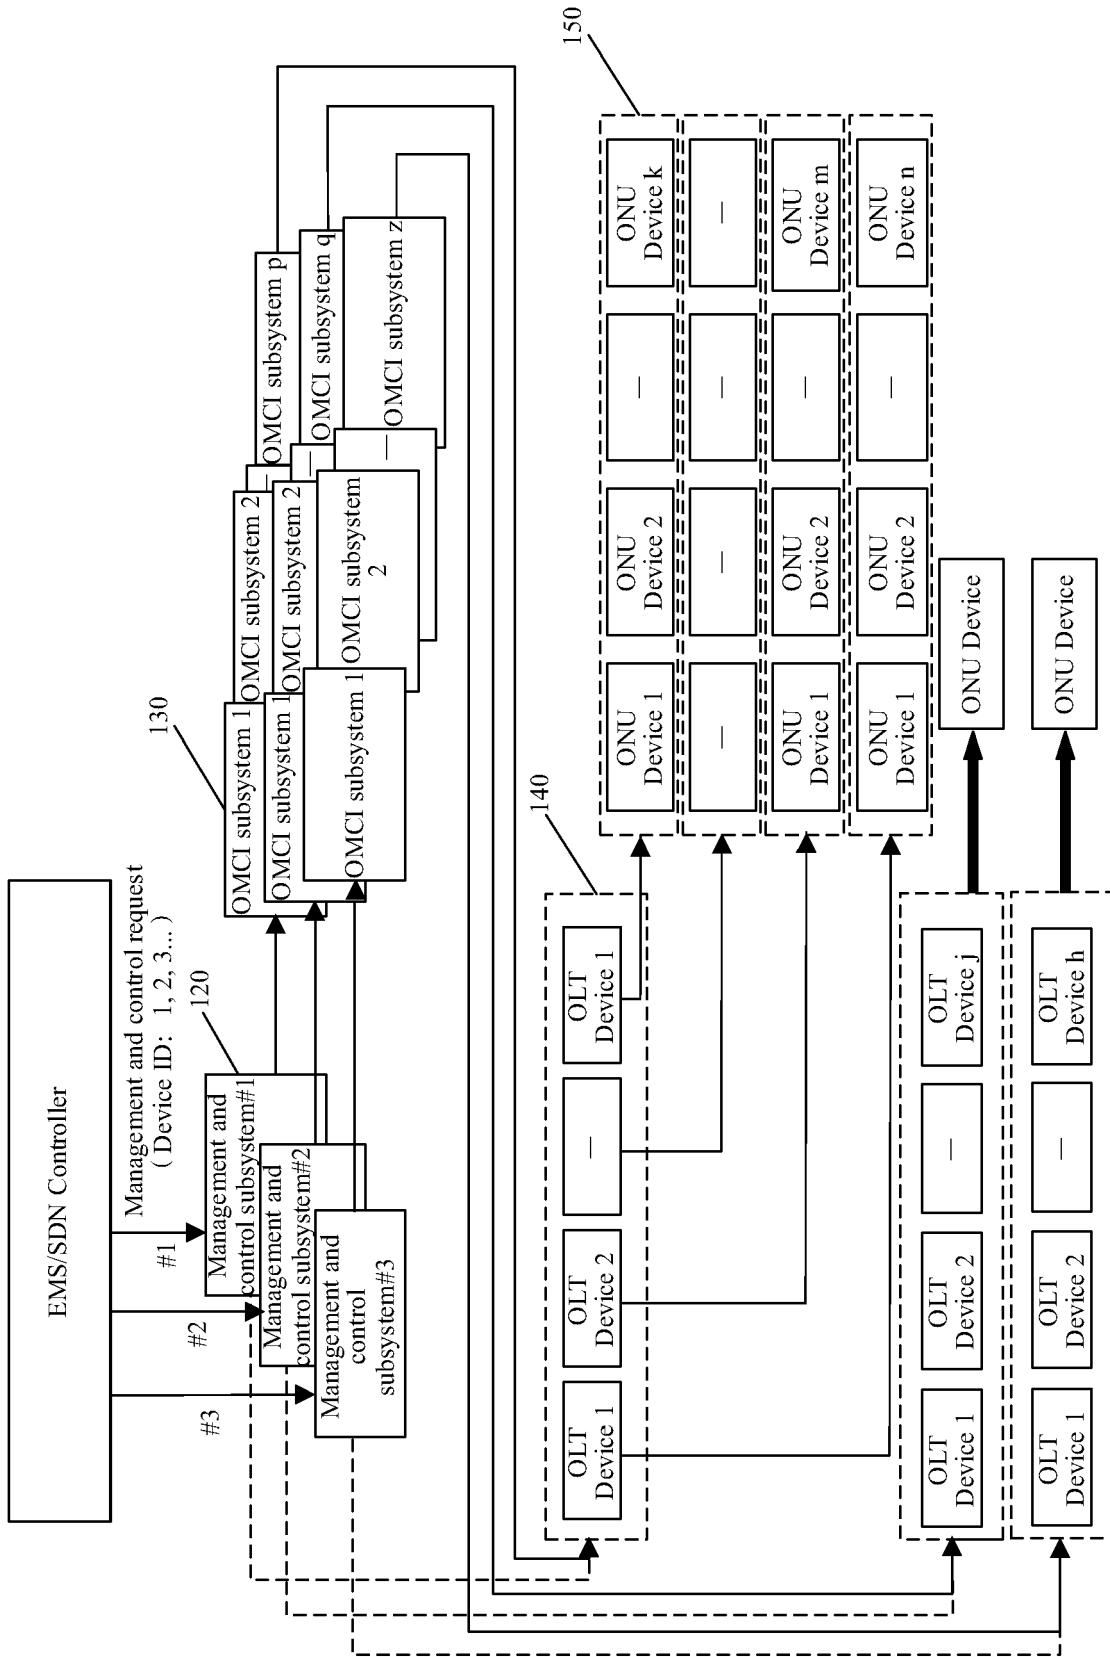 EMS/SDN Controller
Management and control request
( Device ID: 1, 2, 3... )
#1
#2
#3
120
Management and
control subsystem#1
Management and
control subsystem#2
Management and
control
subsystem#3
130
OMCI subsystem 1
OMCI subsystem 2
—
OMCI subsystem p
OMCI subsystem 1
OMCI subsystem 2
—
OMCI subsystem q
OMCI subsystem 1
OMCI subsystem
2
—
OMCI subsystem z
140
OLT
Device 1
OLT
Device 2
—
OLT
Device 1
150
ONU
Device 1
ONU
Device 2
—
ONU
Device k
—
—
—
—
ONU
Device 1
ONU
Device 2
—
ONU
Device m
ONU
Device 1
ONU
Device 2
—
ONU
Device n
OLT
Device 1
OLT
Device 2
—
OLT
Device j
ONU Device
OLT
Device 1
OLT
Device 2
—
OLT
Device h
ONU Device